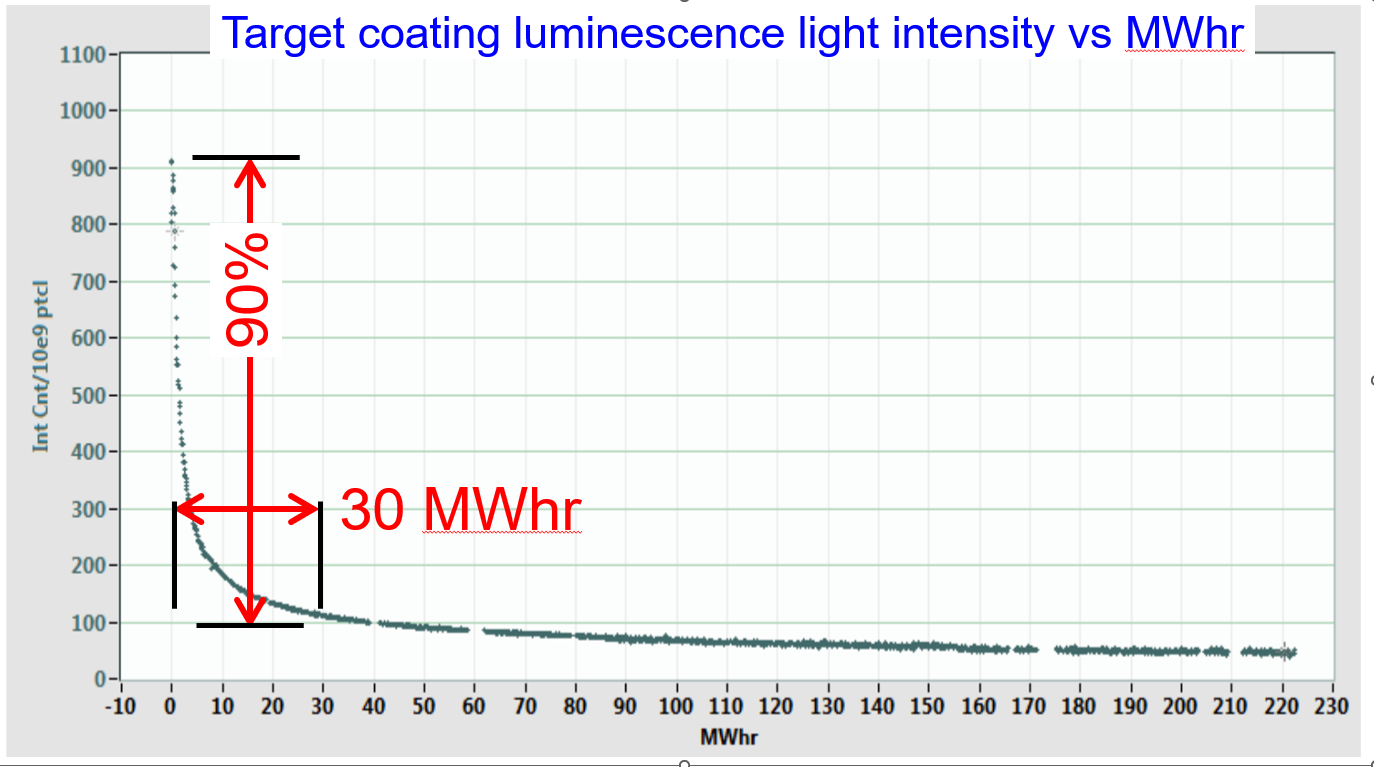 Target coating luminescence light intensity vs MWhr
1100
1000
900
800
700
600
500
400
300
200
100
0
Int Cnt/10e9 ptcl
90%
30 MWhr
-10 0 10 20 30 40 50 60 70 80 90 100 110 120 130 140 150 160 170 180 190 200 210 220 230
MWhr